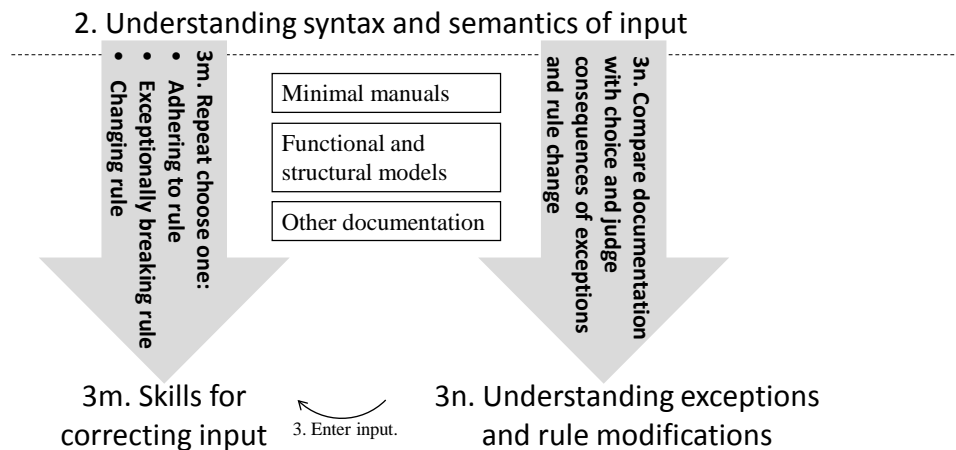 2. Understanding syntax and semantics of input
3m. Repeat choose one:
• Adhering to rule
• Exceptionally breaking rule
• Changing rule
Minimal manuals
Functional and
structural models
Other documentation
3n. Compare documentation
with choice and judge
consequences of exceptions
and rule change
3m. Skills for
correcting input
3. Enter input.
3n. Understanding exceptions
and rule modifications